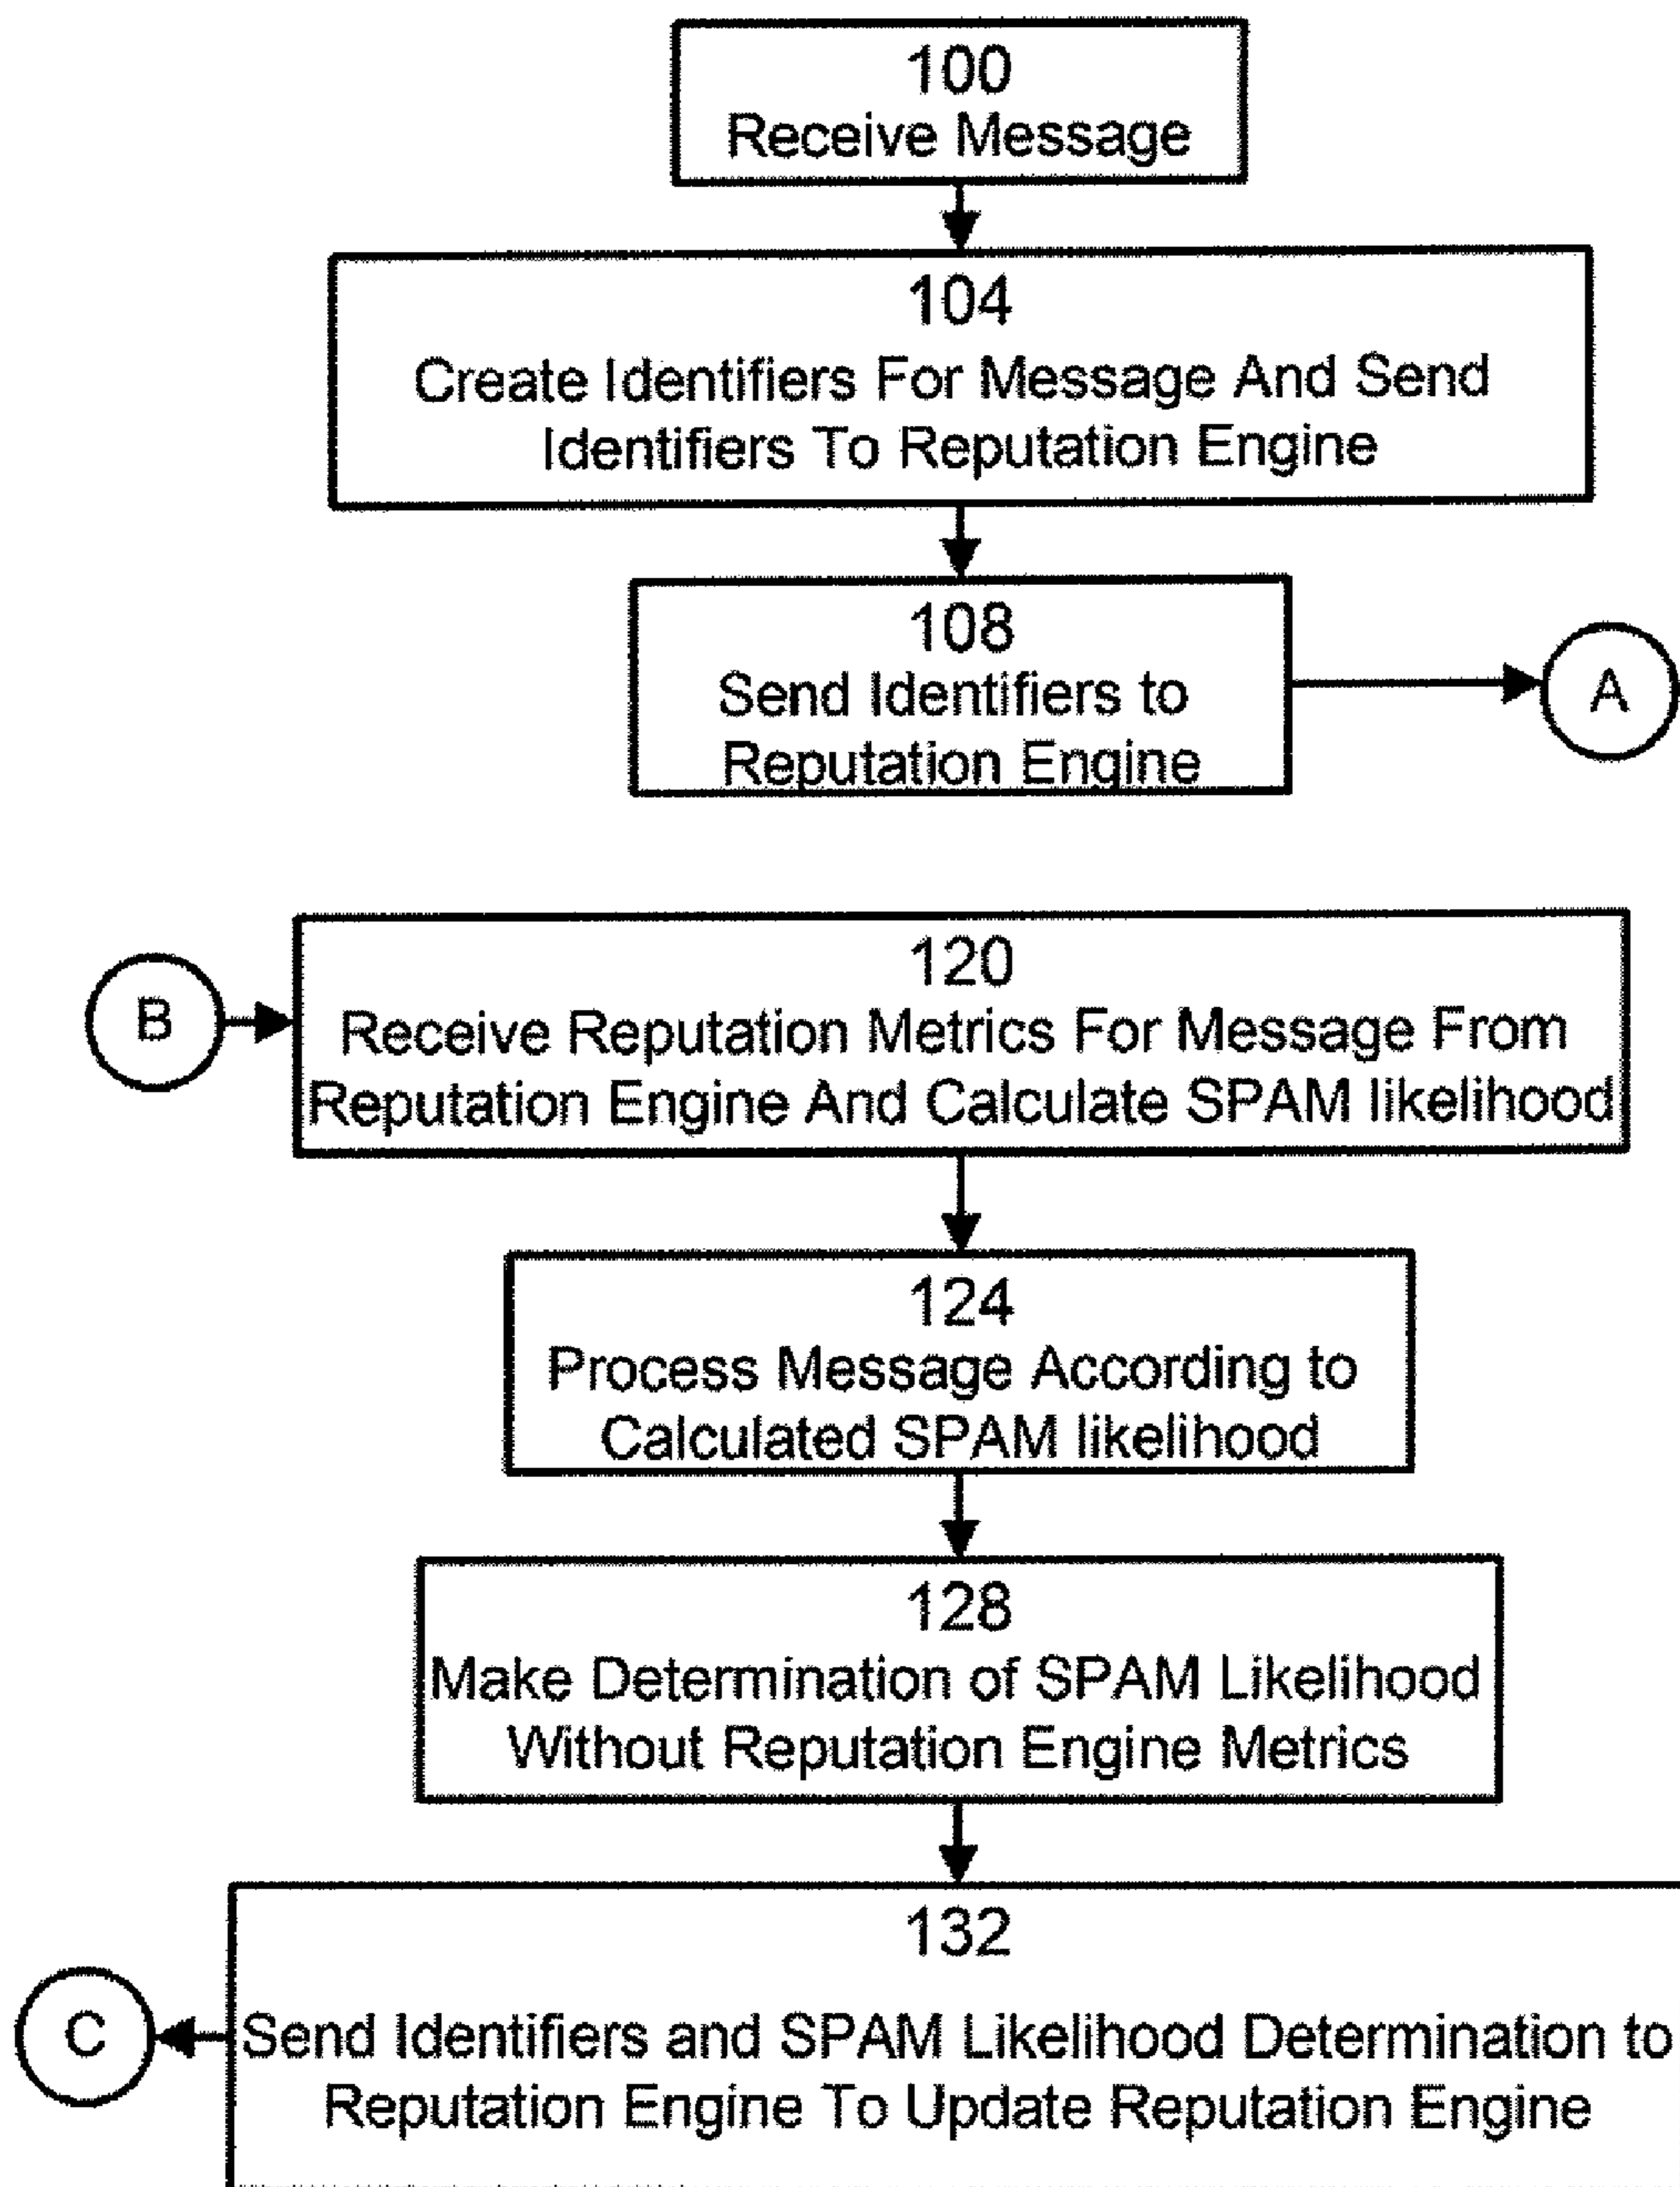 100
Receive Message
104
Create Identifiers For Message And Send
Identifiers To Reputation Engine
108
Send Identifiers to
Reputation Engine
A
B
120
Receive Reputation Metrics For Message From
Reputation Engine And Calculate SPAM likelihood
124
Process Message According to
Calculated SPAM likelihood
128
Make Determination of SPAM Likelihood
Without Reputation Engine Metrics
132
C
Send Identifiers and SPAM Likelihood Determination to
Reputation Engine To Update Reputation Engine